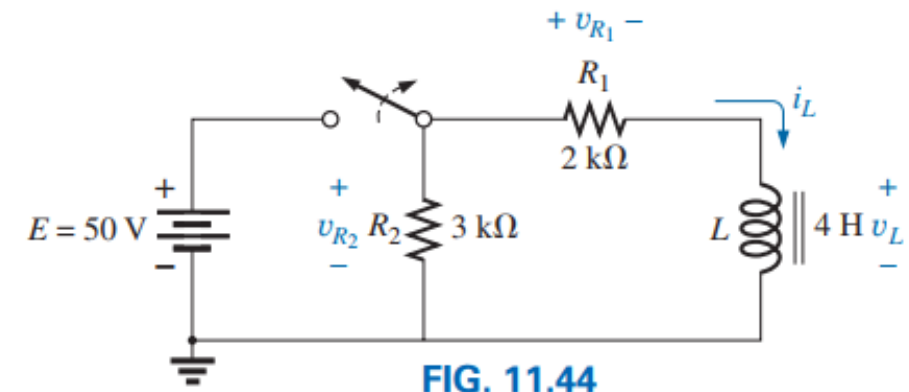 + v_R₁ −
R₁
i_L
2 kΩ
+
E = 50 V
−
+
v_R₂
−
R₂
3 kΩ
L
4 H
+
v_L
−
FIG. 11.44